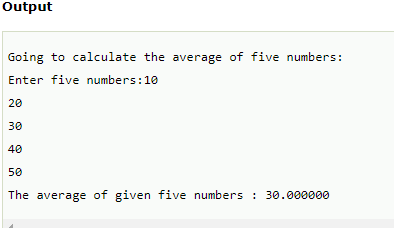 Output
Going to calculate the average of five numbers:
Enter five numbers:10
20
30
40
50
The average of given five numbers : 30.000000